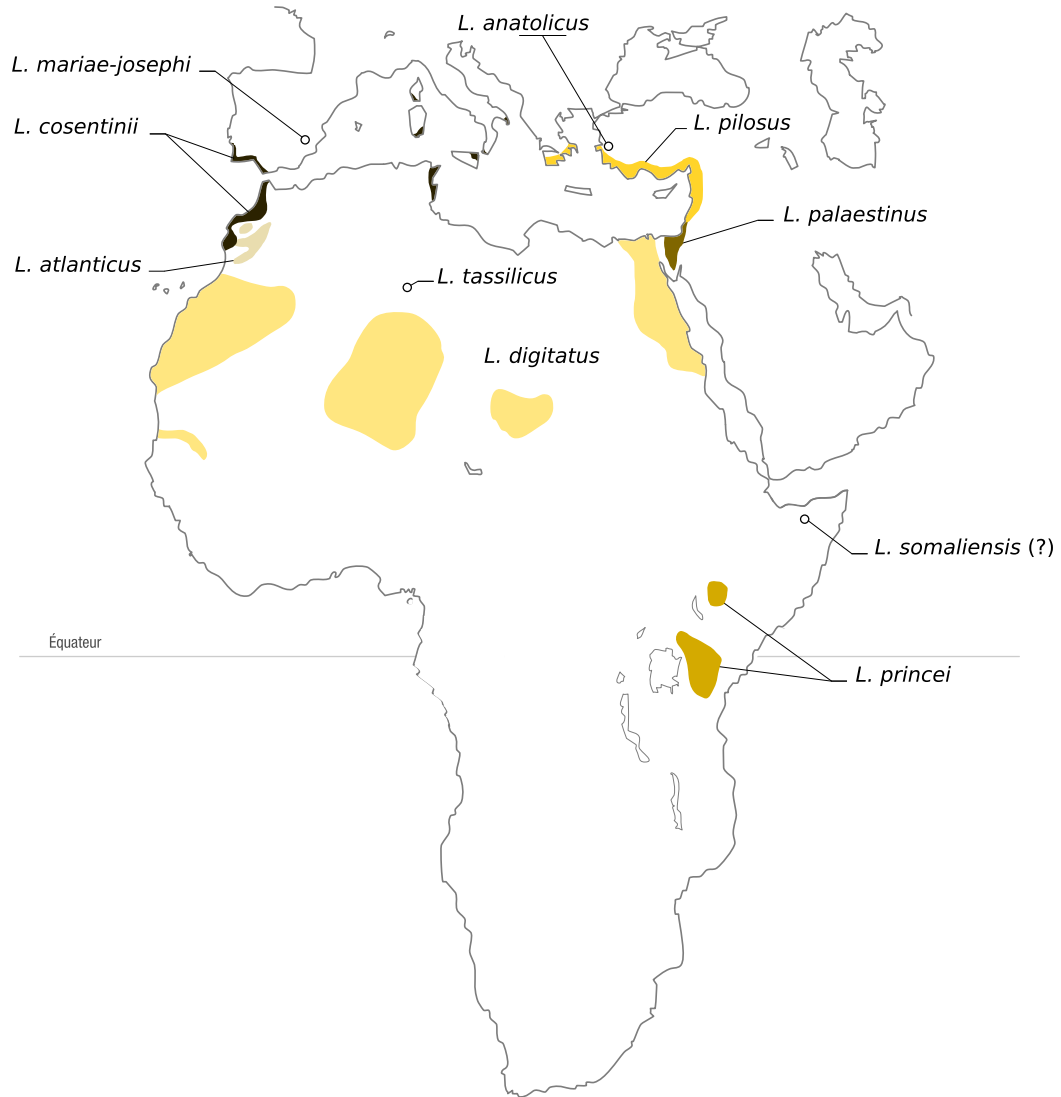 L. anatolicus
L. mariae-josephi
L. cosentinii
L. pilosus
L. palaestinus
L. atlanticus
L. tassilicus
L. digitatus
L. somaliensis (?)
Équateur
L. princei